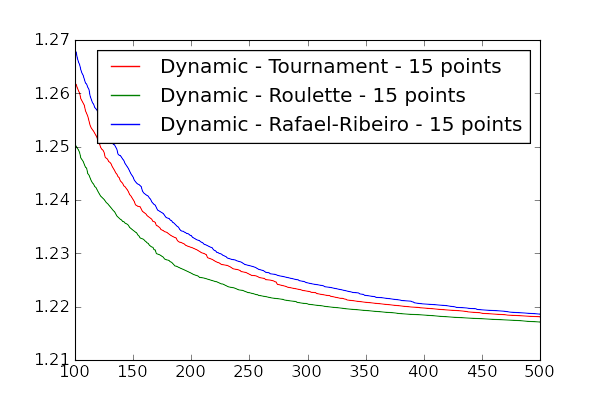 1.27
Dynamic - Tournament - 15 points
1.26
Dynamic - Roulette - 15 points
Dynamic - Rafael-Ribeiro - 15 points
1.25
1.24
1.23
1.22
1.21
100 150 200 250 300 350 400 450 500